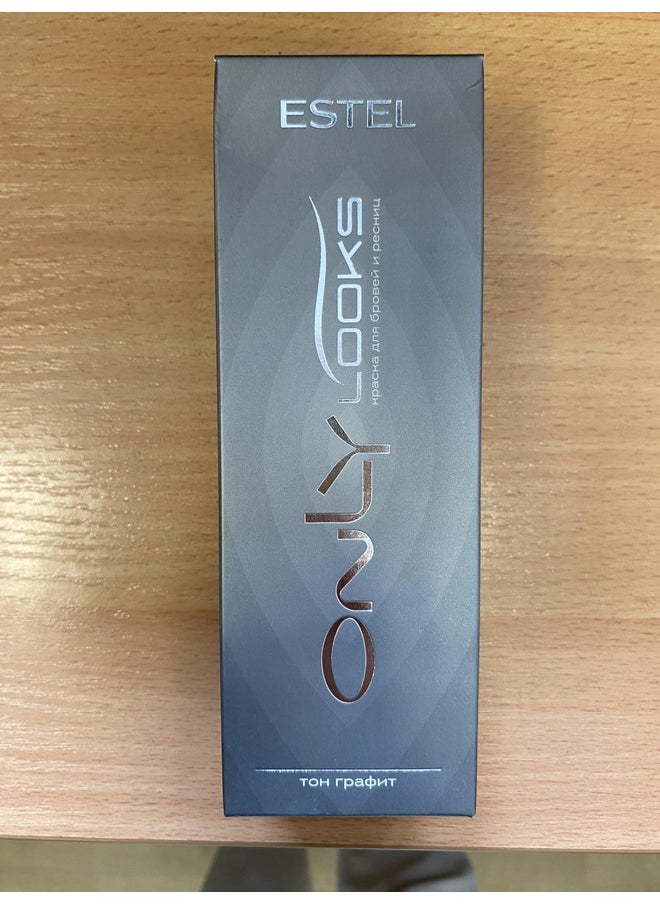 ESTEL
ONLY LOOKS
краска для бровей и ресниц
тон графит